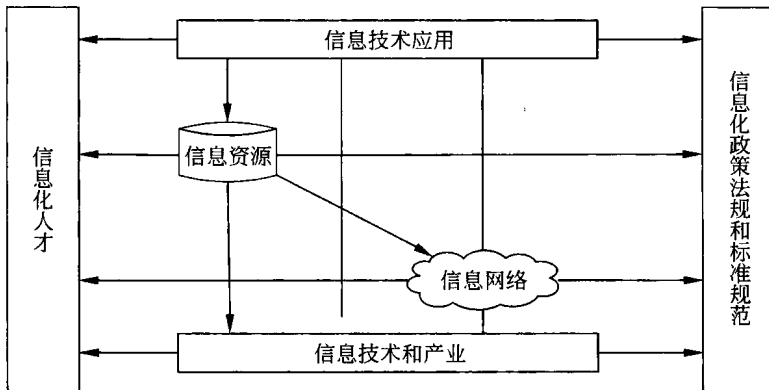 信息技术应用
信息化人才
信息资源
信息网络
信息技术和产业
信息化政策法规和标准规范